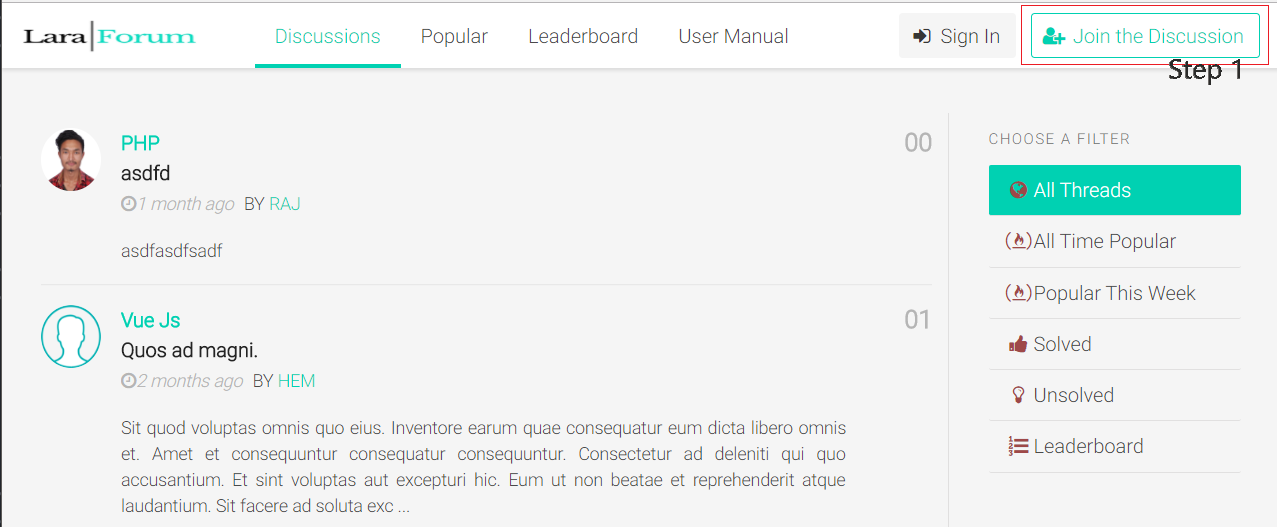 Lara|Forum
Discussions
Popular
Leaderboard
User Manual
Sign In
Join the Discussion
Step 1
PHP
00
asdfd
1 month ago BY RAJ
asdfasdfsadf
Vue Js
01
Quos ad magni.
2 months ago BY HEM
Sit quod voluptas omnis quo eius. Inventore earum quae consequatur eum dicta libero omnis
et. Amet et consequuntur consequatur consequuntur. Consectetur ad deleniti qui quo
accusantium. Et sint voluptas aut excepturi hic. Eum ut non beatae et reprehenderit atque
laudantium. Sit facere ad soluta exc ...
CHOOSE A FILTER
All Threads
All Time Popular
Popular This Week
Solved
Unsolved
Leaderboard